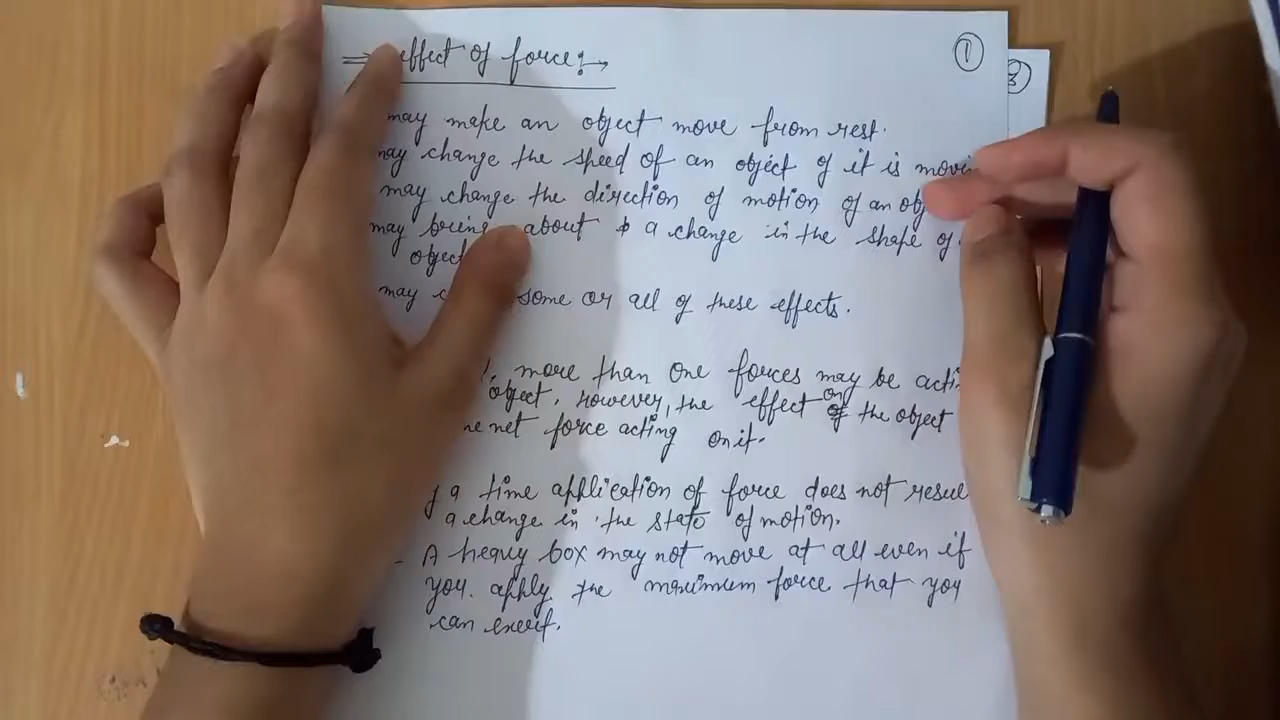 ⇒ effect of force:→
①
③
may make an object move from rest.
may change the speed of an object of it is movi
may change the direction of motion of an obj
may bring about a change in the shape of
object
may some or all of these effects.
more than one forces may be acti
object. However, the effect on the object
net force acting on it.
a time application of force does not resul
a change in the state of motion.
- A heavy box may not move at all even if
you apply the maximum force that you
can exert.